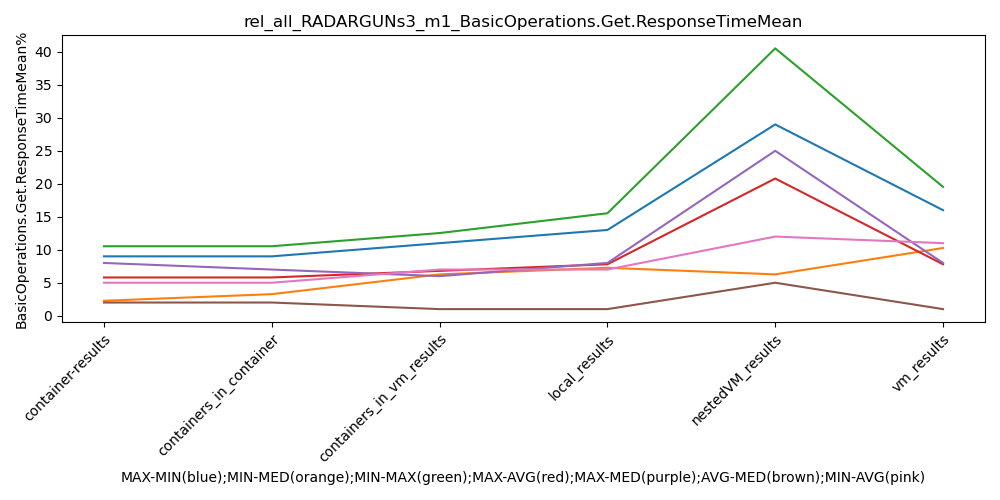 rel_all_RADARGUNs3_m1_BasicOperations.Get.ResponseTimeMean
BasicOperations.Get.ResponseTimeMean%
40
35
30
25
20
15
10
5
0
container-results
containers_in_container
containers_in_vm_results
local_results
nestedVM_results
vm_results
MAX-MIN(blue);MIN-MED(orange);MIN-MAX(green);MAX-AVG(red);MAX-MED(purple);AVG-MED(brown);MIN-AVG(pink)